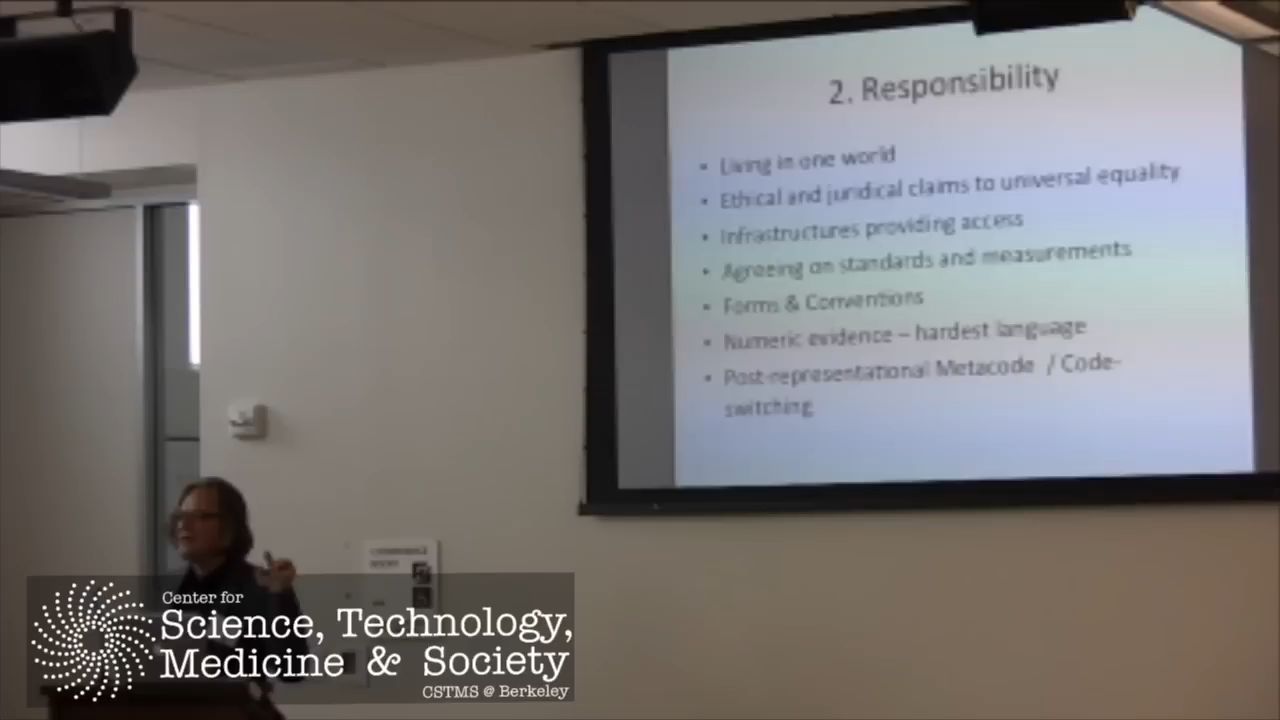 2. Responsibility
• Living in one world
• Ethical and juridical claims to universal equality
• Infrastructures providing access
• Agreeing on standards and measurements
• Forms & Conventions
• Numeric evidence – hardest language
• Post-representational Metacode / Code-
switching
Center for
Science, Technology,
Medicine & Society
CSTMS @ Berkeley